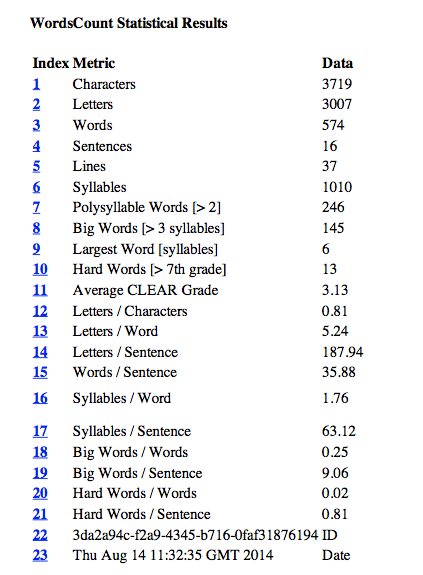 WordsCount Statistical Results
Index Metric Data
1 Characters 3719
2 Letters 3007
3 Words 574
4 Sentences 16
5 Lines 37
6 Syllables 1010
7 Polysyllable Words [> 2] 246
8 Big Words [> 3 syllables] 145
9 Largest Word [syllables] 6
10 Hard Words [> 7th grade] 13
11 Average CLEAR Grade 3.13
12 Letters / Characters 0.81
13 Letters / Word 5.24
14 Letters / Sentence 187.94
15 Words / Sentence 35.88
16 Syllables / Word 1.76
17 Syllables / Sentence 63.12
18 Big Words / Words 0.25
19 Big Words / Sentence 9.06
20 Hard Words / Words 0.02
21 Hard Words / Sentence 0.81
22 3da2a94c-f2a9-4345-b716-0faf31876194 ID
23 Thu Aug 14 11:32:35 GMT 2014 Date